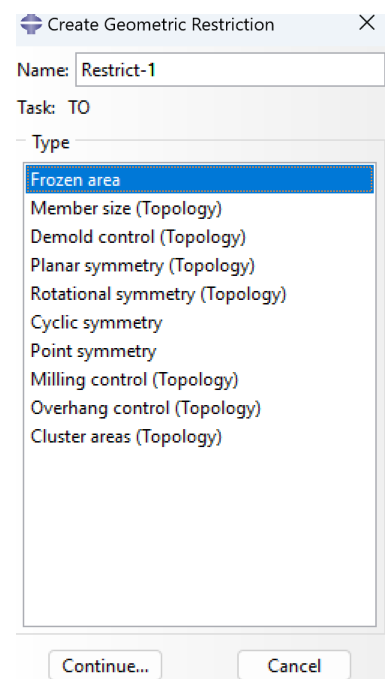 Create Geometric Restriction
Name: Restrict-1
Task: TO
Type
Frozen area
Member size (Topology)
Demold control (Topology)
Planar symmetry (Topology)
Rotational symmetry (Topology)
Cyclic symmetry
Point symmetry
Milling control (Topology)
Overhang control (Topology)
Cluster areas (Topology)
Continue... Cancel